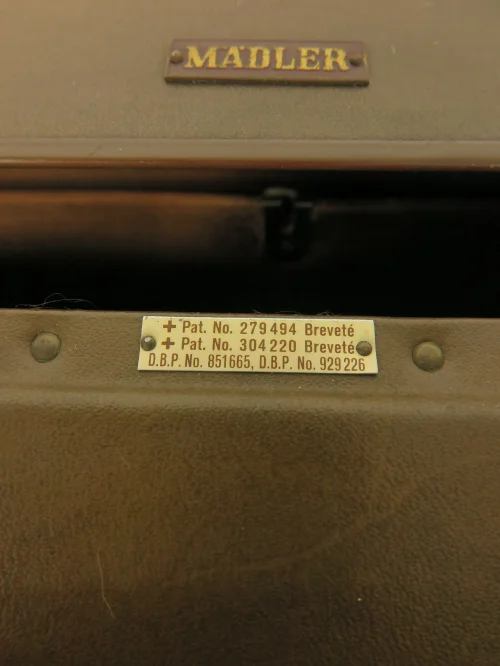 MÄDLER
+ Pat. No. 279494 Breveté
+ Pat. No. 304220 Breveté
D.B.P. No. 851665, D.B.P. No. 929226